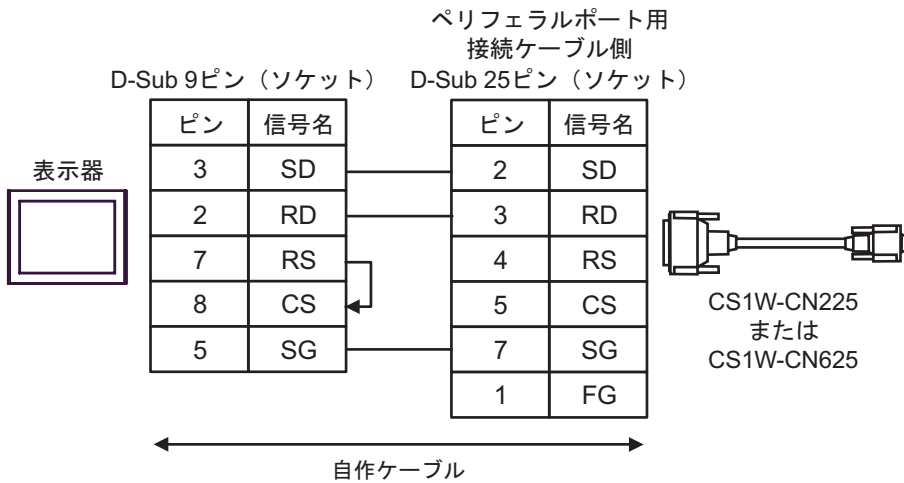 ペリフェラルポート用
接続ケーブル側
D-Sub 9ピン（ソケット） D-Sub 25ピン（ソケット）
ピン 信号名 ピン 信号名
表示器
3 SD 2 SD
2 RD 3 RD
7 RS 4 RS
8 CS 5 CS
5 SG 7 SG
1 FG
CS1W-CN225
または
CS1W-CN625
自作ケーブル